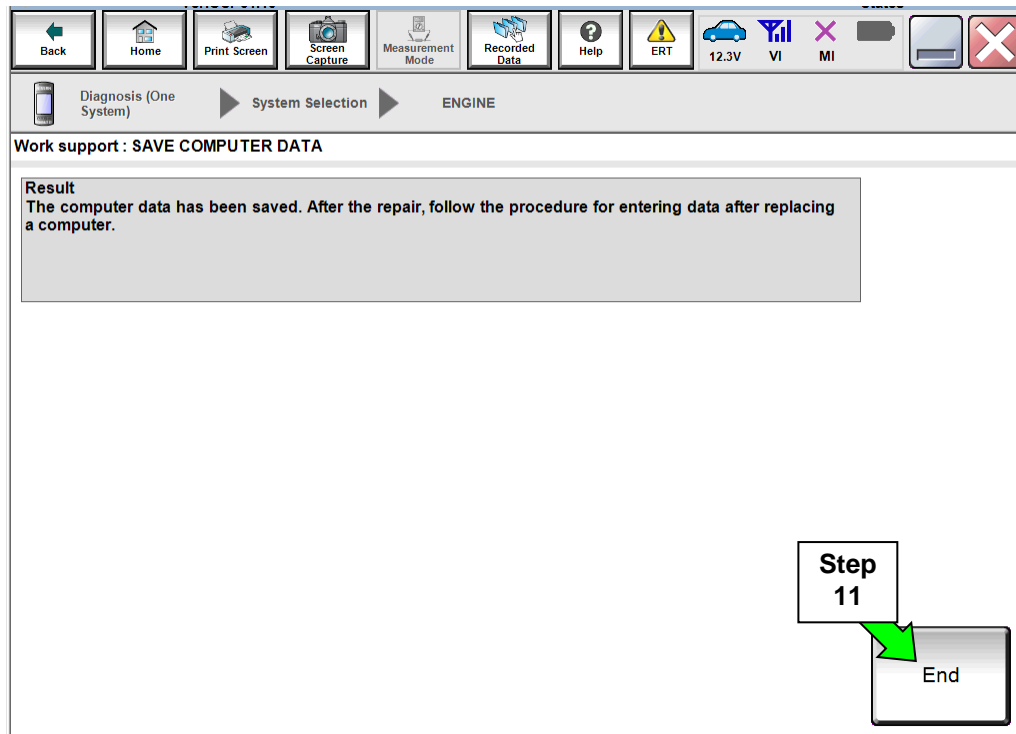 Back
Home
Print Screen
Screen
Capture
Measurement
Mode
Recorded
Data
Help
ERT
12.3V
VI
MI
Diagnosis (One
System)
System Selection
ENGINE
Work support : SAVE COMPUTER DATA
Result
The computer data has been saved. After the repair, follow the procedure for entering data after replacing
a computer.
Step
11
End